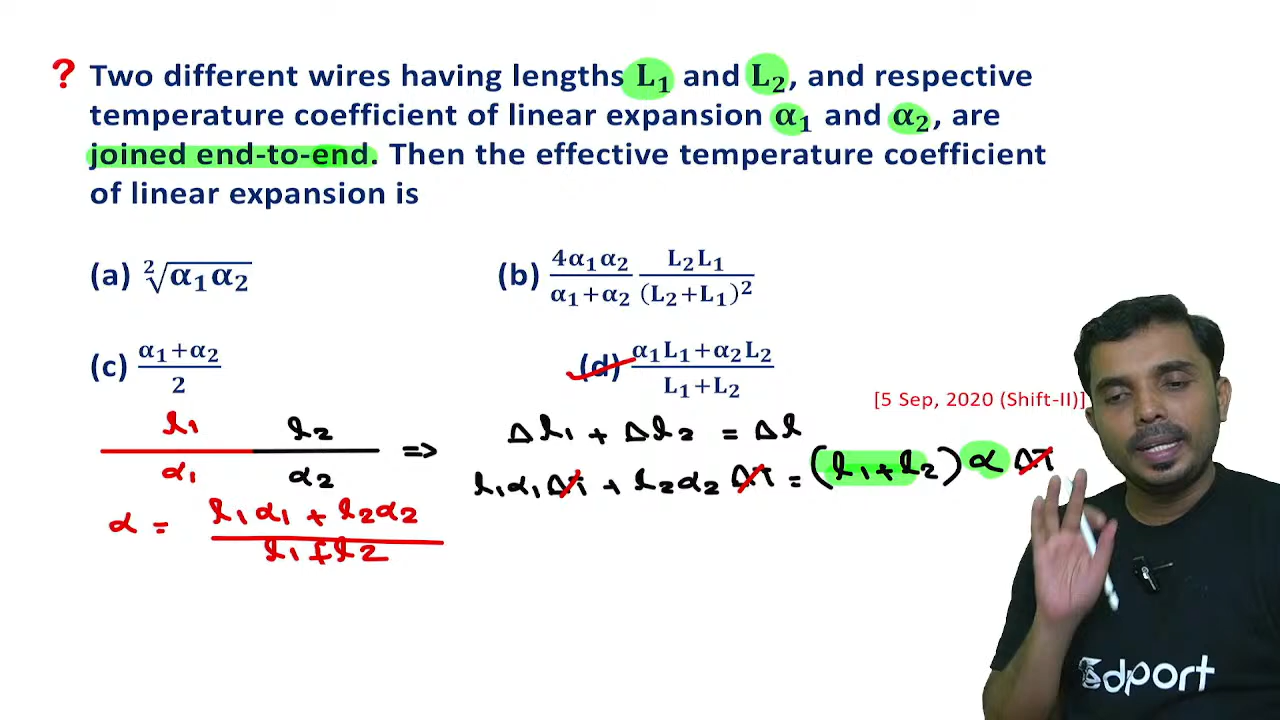 ? Two different wires having lengths L₁ and L₂, and respective
temperature coefficient of linear expansion α₁ and α₂, are
joined end-to-end. Then the effective temperature coefficient
of linear expansion is
(a) ²√(α₁α₂) (b) 4α₁α₂/(α₁+α₂) L₂L₁/(L₂+L₁)²
(c) (α₁+α₂)/2 (d) (α₁L₁+α₂L₂)/(L₁+L₂)
[5 Sep, 2020 (Shift-II)]
l₁ l₂ ⇒ Δl₁ + Δl₂ = Δl
α₁ α₂ l₁α₁ΔT + l₂α₂ΔT = (l₁+l₂) α ΔT
α = (l₁α₁ + l₂α₂)/(l₁+l₂)
Edport